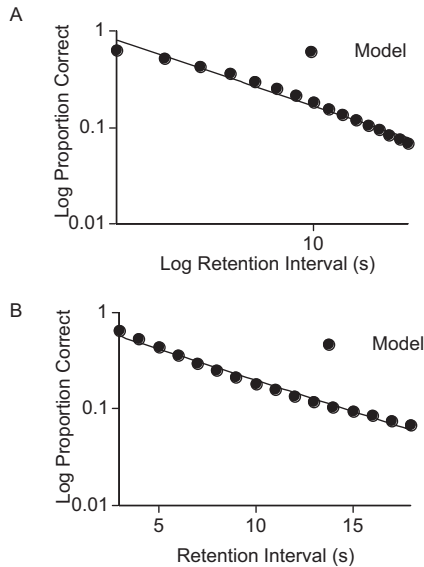 A
1
Model
Log Proportion Correct
0.1
0.01
10
Log Retention Interval (s)
B
1
Model
Log Proportion Correct
0.1
0.01
5 10 15
Retention Interval (s)